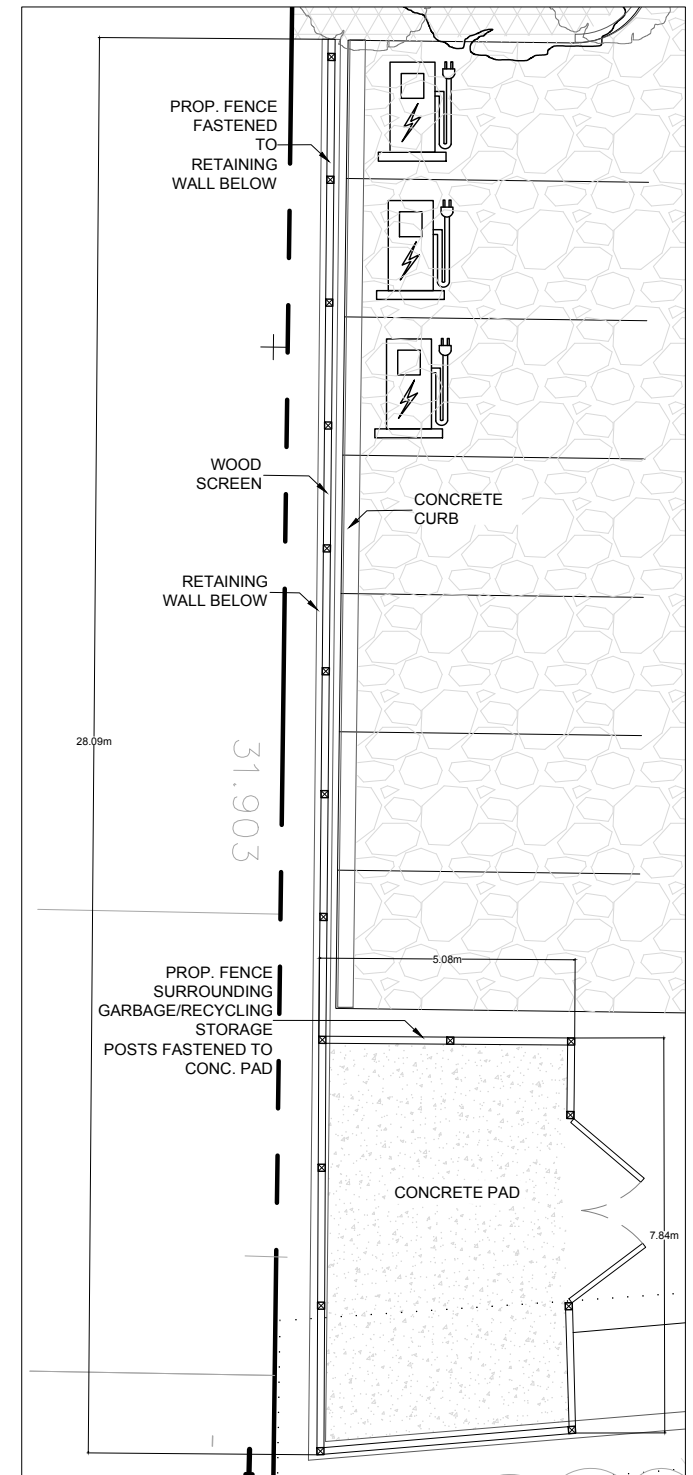 PROP. FENCE
FASTENED
TO
RETAINING
WALL BELOW
WOOD
SCREEN
CONCRETE
CURB
RETAINING
WALL BELOW
28.09m
31.903
5.08m
PROP. FENCE
SURROUNDING
GARBAGE/RECYCLING
STORAGE
POSTS FASTENED TO
CONC. PAD
CONCRETE PAD
7.84m